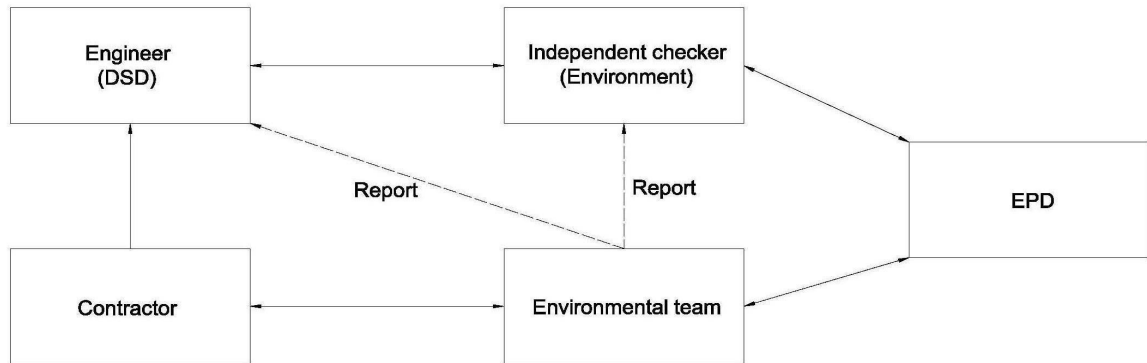 Engineer
(DSD)
Independent checker
(Environment)
Report
Report
EPD
Contractor
Environmental team